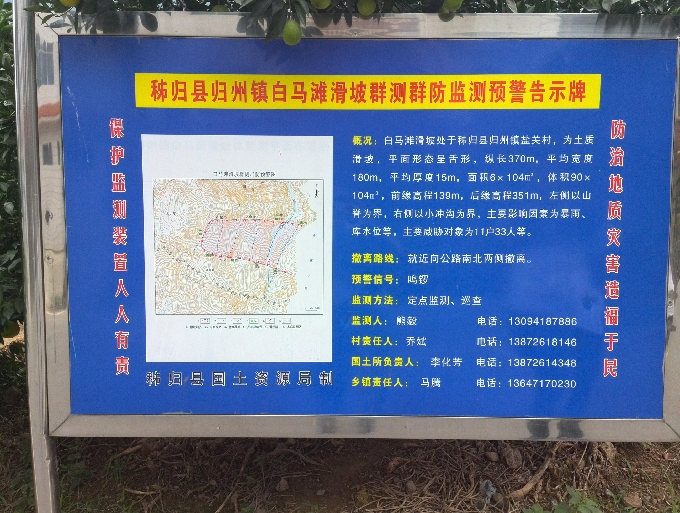 秭归县归州镇白马滩滑坡群测群防监测预警告示牌
保护监测装置人人有责
概况：白马滩滑坡处于秭归县归州镇盐关村，为土质
滑坡，平面形态呈舌形，纵长370m，平均宽度
180m，平均厚度15m，面积6×104m²，体积90×
104m³，前缘高程139m，后缘高程351m，左侧以山
脊为界，右侧以小冲沟为界，主要影响因素为暴雨、
库水位等，主要威胁对象为11户33人等。
撤离路线：就近向公路南北两侧撤离。
预警信号：鸣锣
监测方法：定点监测、巡查
监测人：熊毅 电话：13094187886
村责任人：乔斌 电话：13872618146
国土所负责人：李化芳 电话：13872614348
乡镇责任人：马腾 电话：13647170230
防治地质灾害造福于民
秭归县国土资源局制